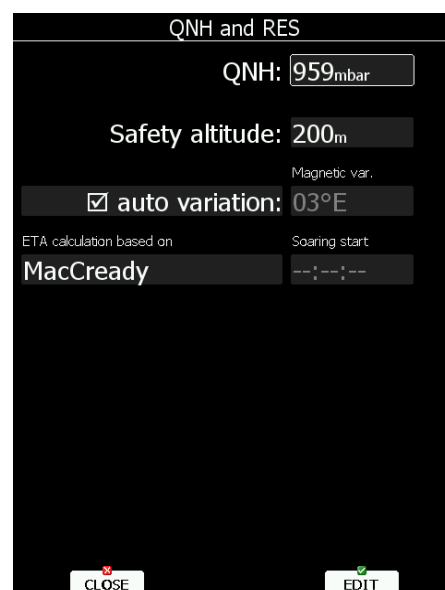 QNH and RES
QNH: 959mbar
Safety altitude: 200m
Magnetic var.
auto variation: 03°E
ETA calculation based on Soaring start
MacCready --:--:--
CLOSE EDIT